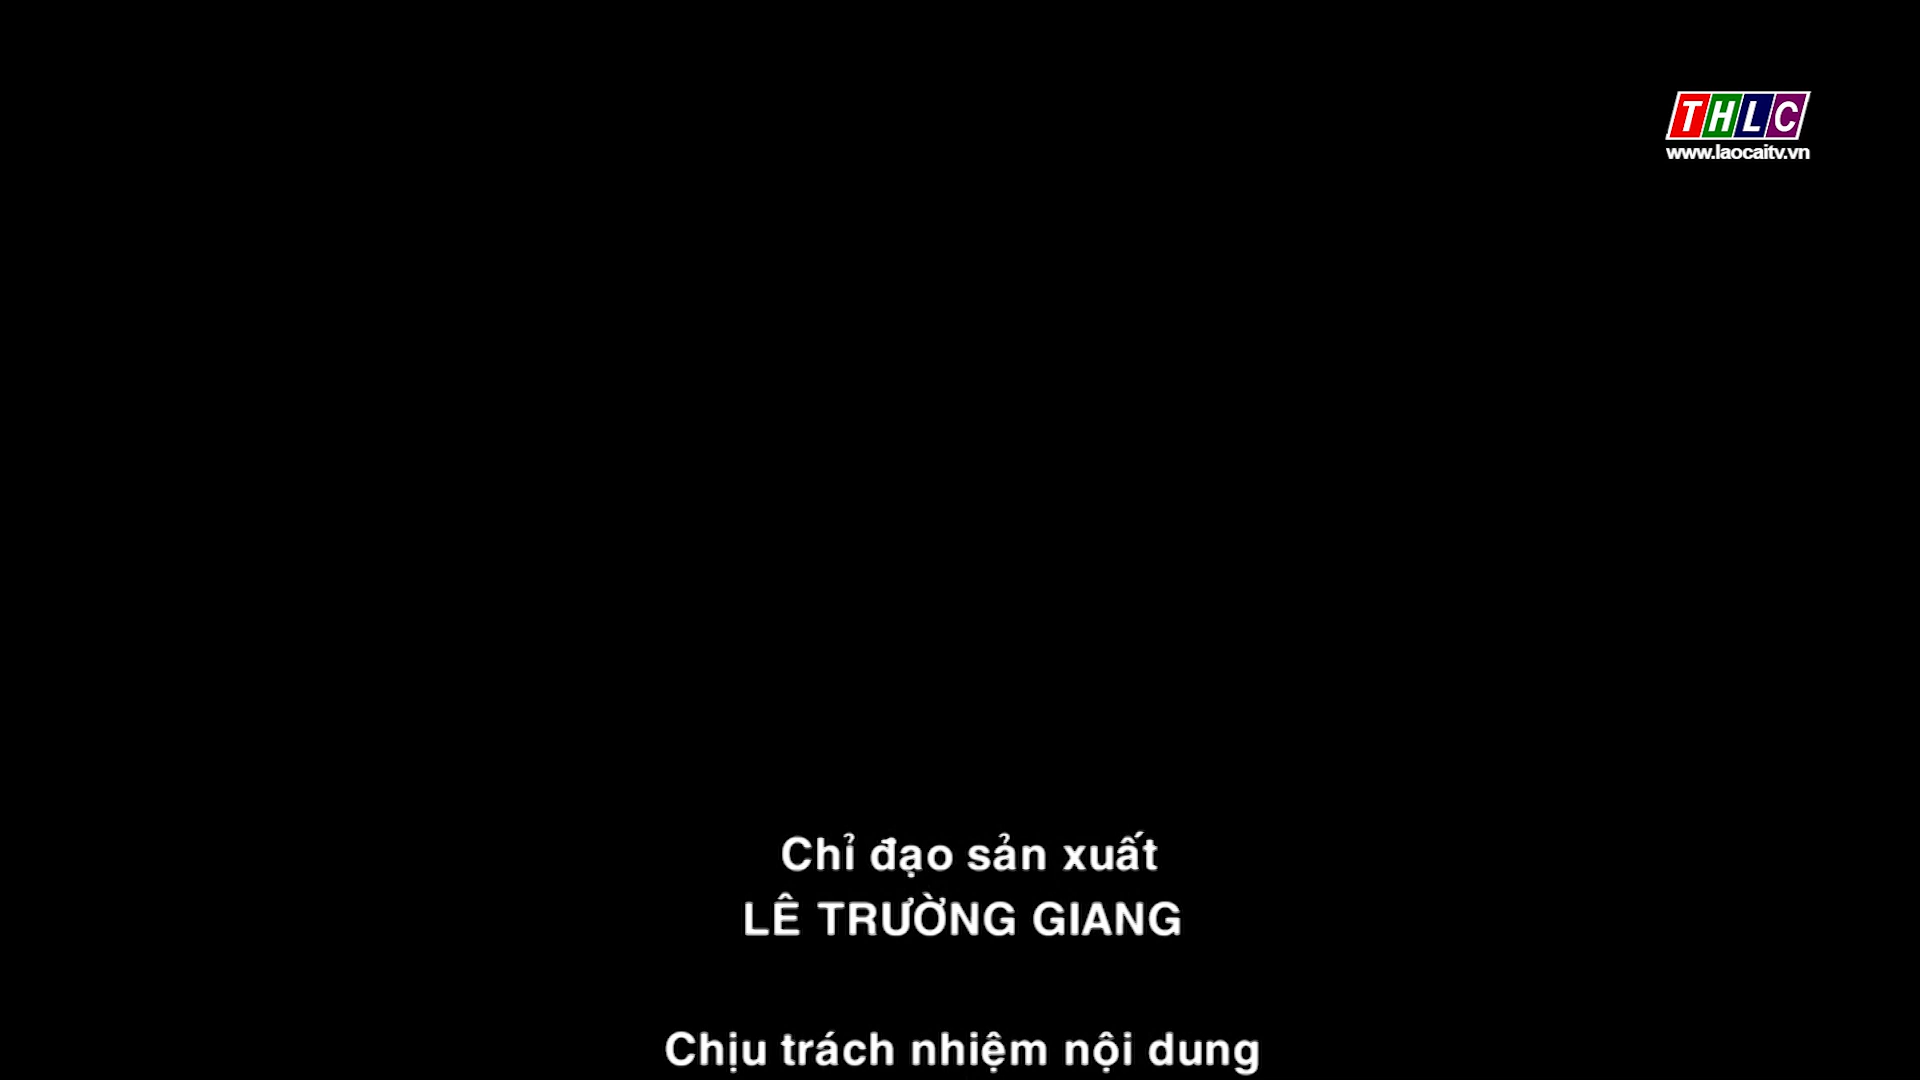 THLC
www.laocaitv.vn
Chỉ đạo sản xuất
LÊ TRƯỜNG GIANG
Chịu trách nhiệm nội dung